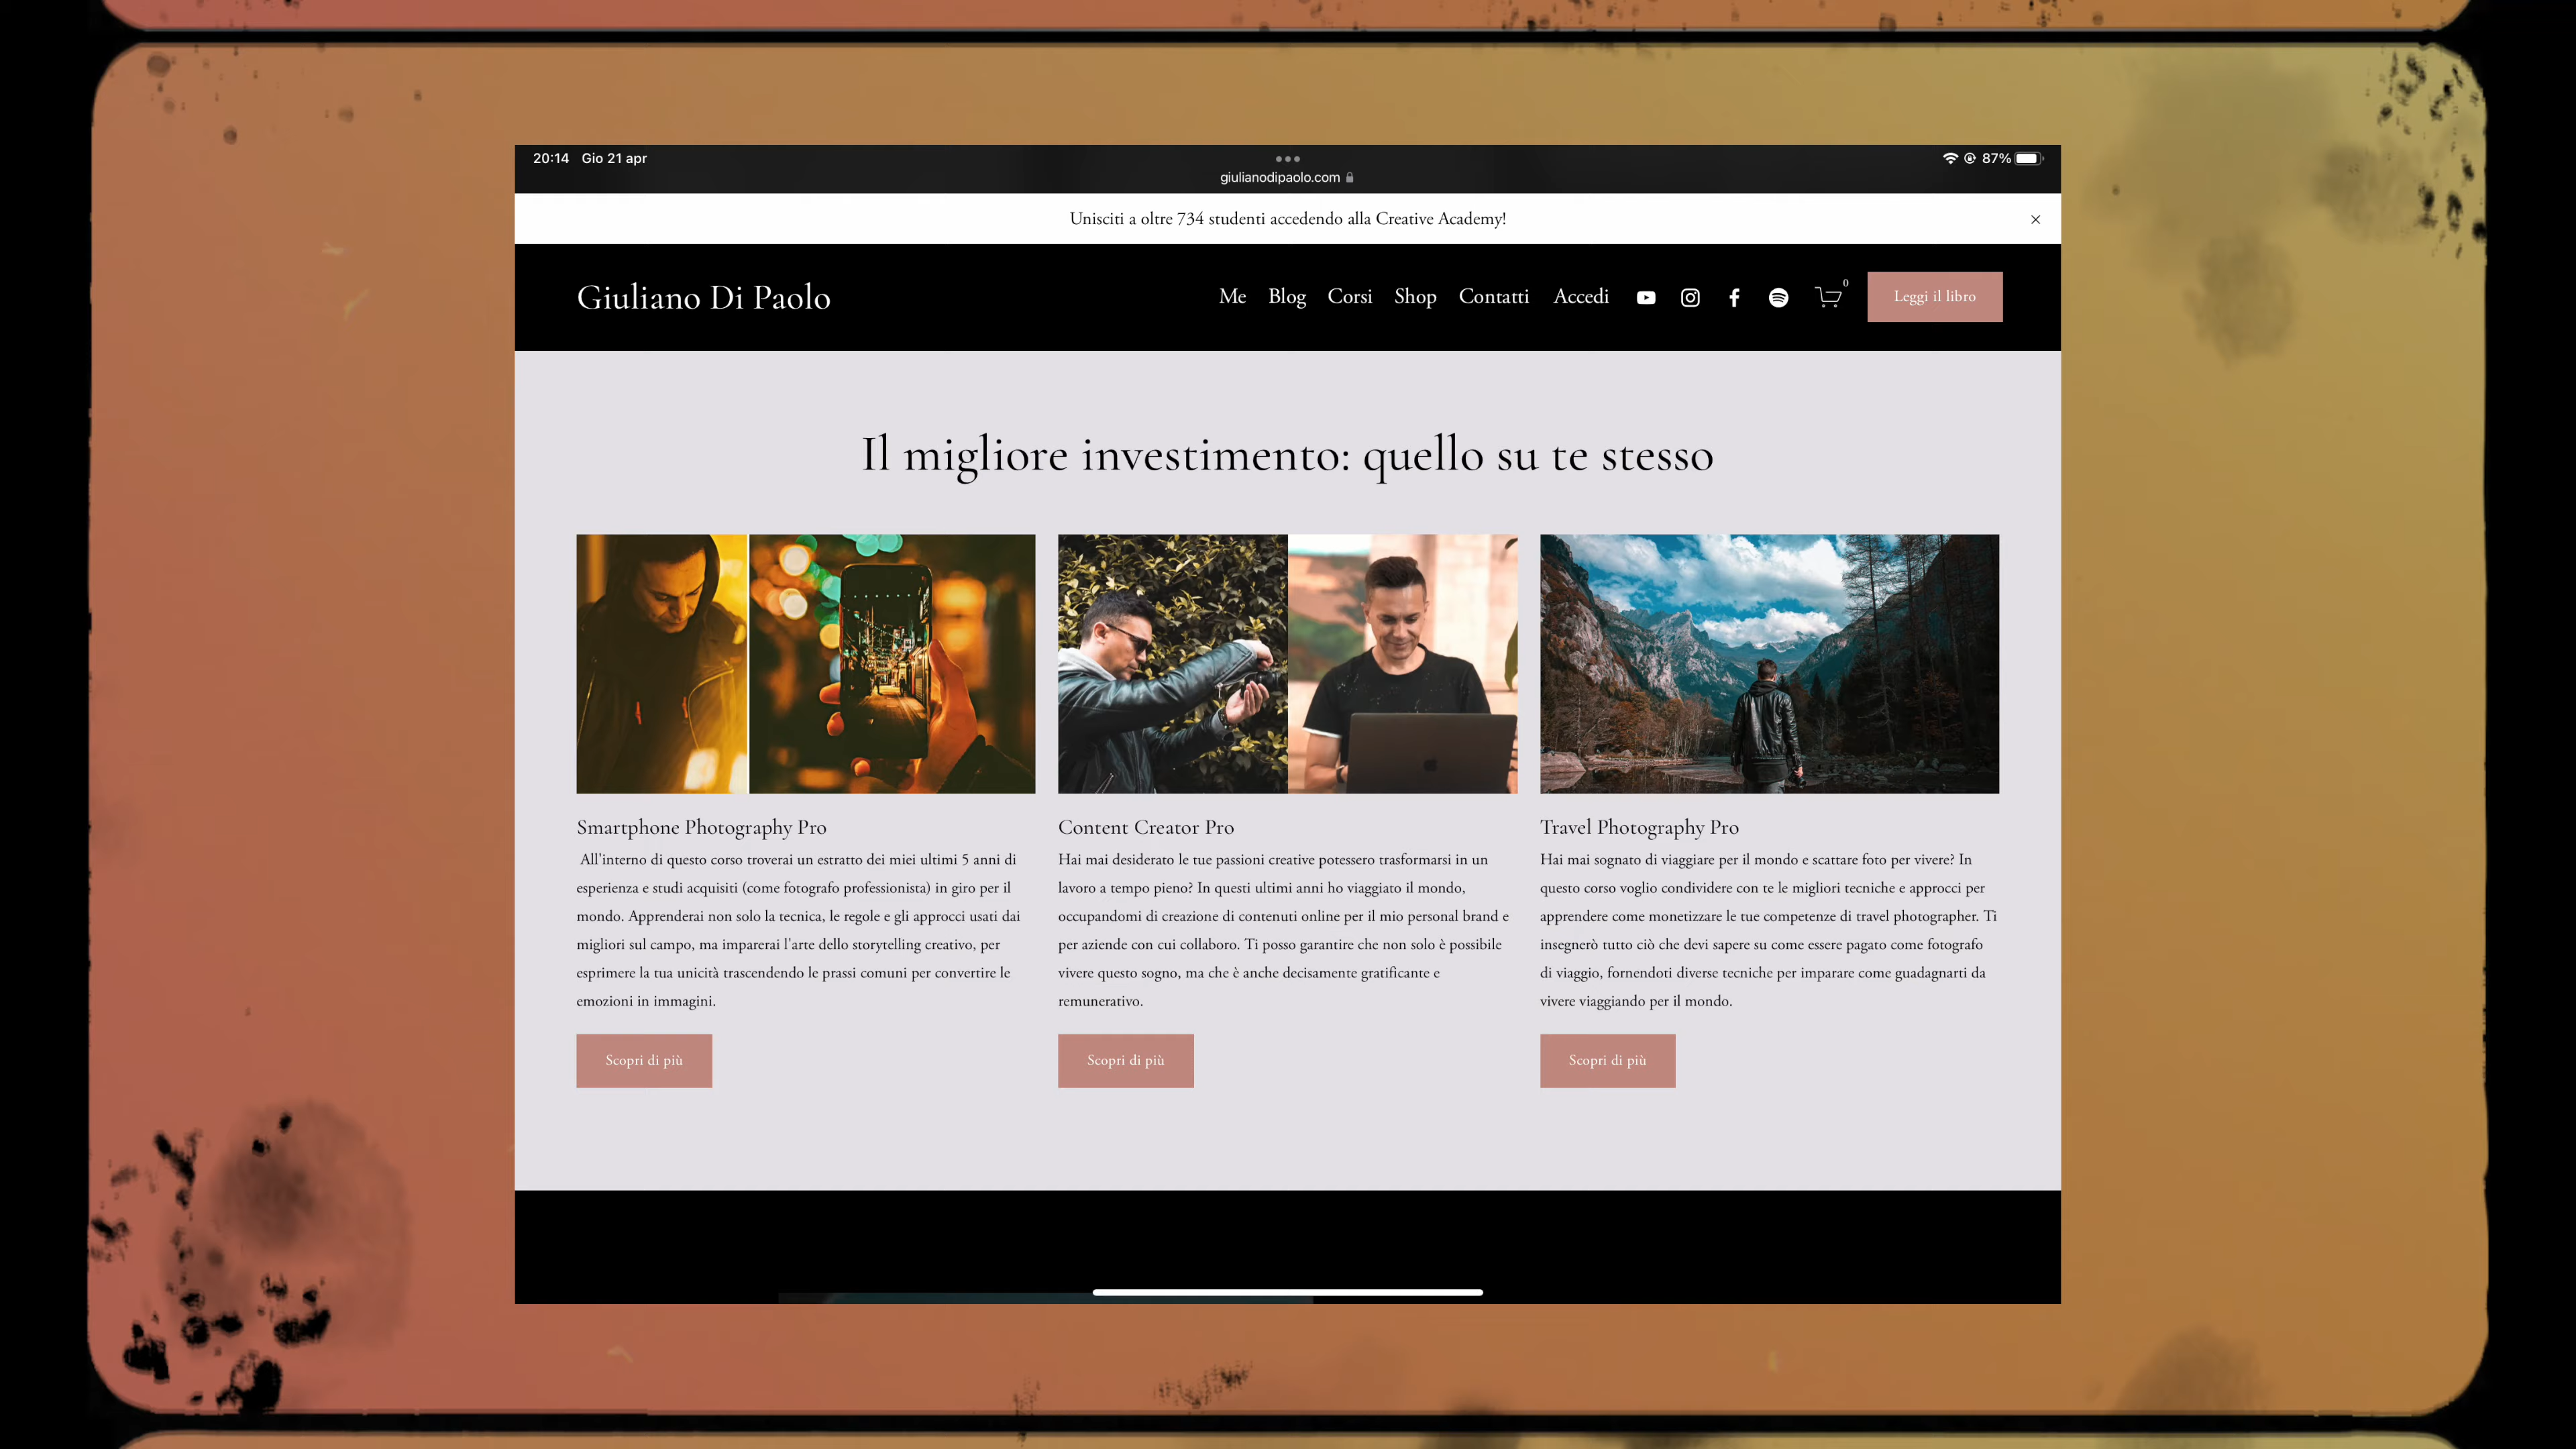 20:14 Gio 21 apr
87%
giulianodipaolo.com
Unisciti a oltre 734 studenti accedendo alla Creative Academy!
Giuliano Di Paolo
Me Blog Corsi Shop Contatti Accedi 0 Leggi il libro
Il migliore investimento: quello su te stesso
Smartphone Photography Pro
All'interno di questo corso troverai un estratto dei miei ultimi 5 anni di
esperienza e studi acquisiti (come fotografo professionista) in giro per il
mondo. Apprenderai non solo la tecnica, le regole e gli approcci usati dai
migliori sul campo, ma imparerai l'arte dello storytelling creativo, per
esprimere la tua unicità trascendendo le prassi comuni per convertire le
emozioni in immagini.
Scopri di più
Content Creator Pro
Hai mai desiderato le tue passioni creative potessero trasformarsi in un
lavoro a tempo pieno? In questi ultimi anni ho viaggiato il mondo,
occupandomi di creazione di contenuti online per il mio personal brand e
per aziende con cui collaboro. Ti posso garantire che non solo è possibile
vivere questo sogno, ma che è anche decisamente gratificante e
remunerativo.
Scopri di più
Travel Photography Pro
Hai mai sognato di viaggiare per il mondo e scattare foto per vivere? In
questo corso voglio condividere con te le migliori tecniche e approcci per
apprendere come monetizzare le tue competenze di travel photographer. Ti
insegnerò tutto ciò che devi sapere su come essere pagato come fotografo
di viaggio, fornendoti diverse tecniche per imparare come guadagnarti da
vivere viaggiando per il mondo.
Scopri di più